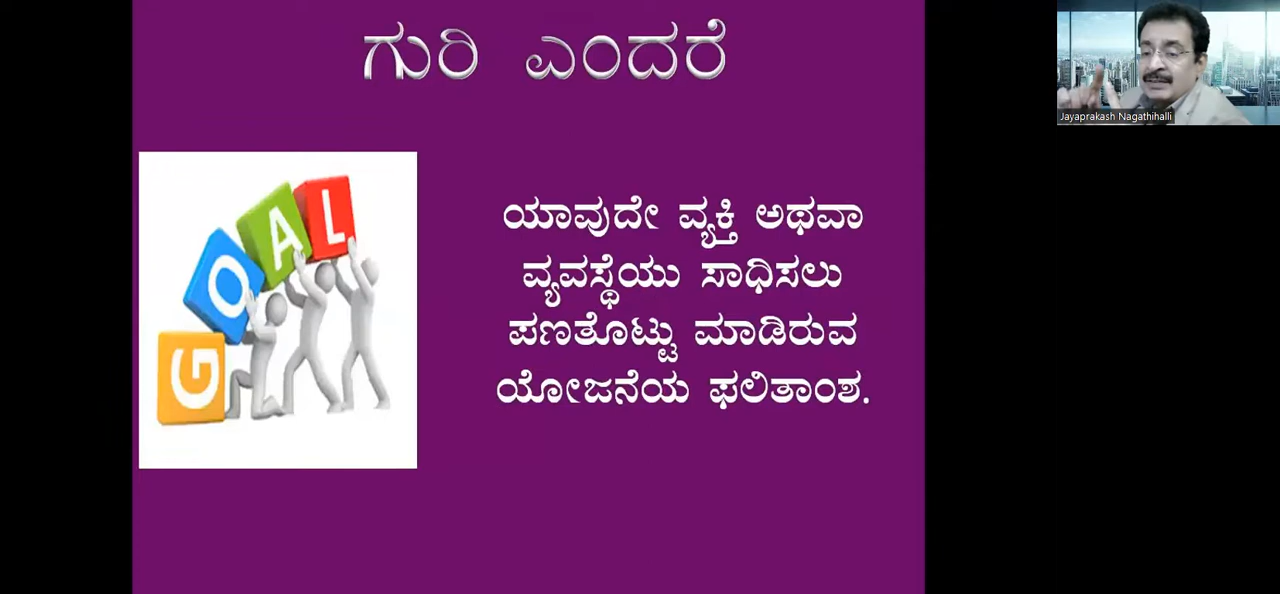 ಗುರಿ ಎಂದರೆ
Jayaprakash Nagathihalli
GOAL
ಯಾವುದೇ ವ್ಯಕ್ತಿ ಅಥವಾ
ವ್ಯವಸ್ಥೆಯು ಸಾಧಿಸಲು
ಪಣತೊಟ್ಟು ಮಾಡಿರುವ
ಯೋಜನೆಯ ಫಲಿತಾಂಶ.